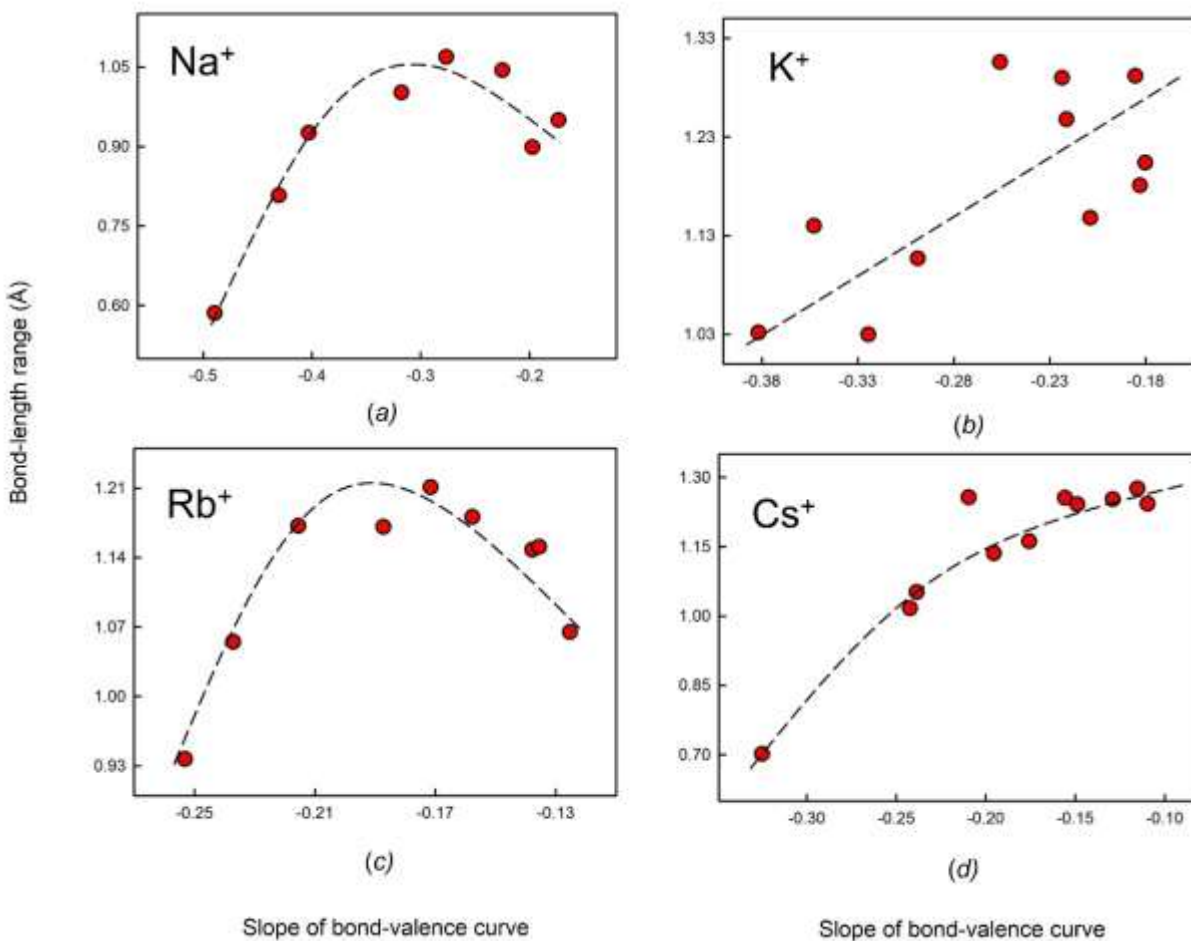 Bond-length range (Å)
Na+
1.05
0.90
0.75
0.60
-0.5 -0.4 -0.3 -0.2
(a)
K+
1.33
1.23
1.13
1.03
-0.38 -0.33 -0.28 -0.23 -0.18
(b)
Rb+
1.21
1.14
1.07
1.00
0.93
-0.25 -0.21 -0.17 -0.13
(c)
Cs+
1.30
1.15
1.00
0.85
0.70
-0.30 -0.24 -0.20 -0.15 -0.10
(d)
Slope of bond-valence curve
Slope of bond-valence curve